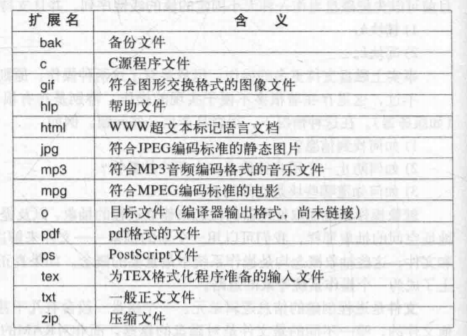 扩展名 含义
bak 备份文件
c C源程序文件
gif 符合图形交换格式的图像文件
hlp 帮助文件
html WWW超文本标记语言文档
jpg 符合JPEG编码标准的静态图片
mp3 符合MP3音频编码格式的音乐文件
mpg 符合MPEG编码标准的电影
o 目标文件（编译器输出格式，尚未链接）
pdf pdf格式的文件
ps PostScript文件
tex 为TEX格式化程序准备的输入文件
txt 一般正文文件
zip 压缩文件